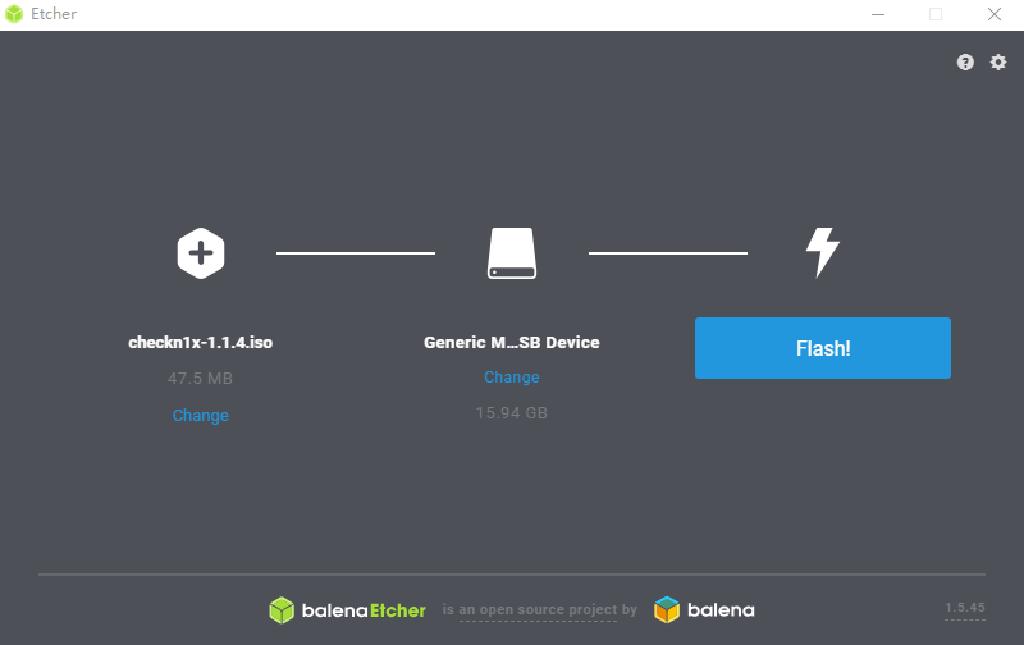 Etcher
checkn1x-1.1.4.iso
47.5 MB
Change
Generic M...SB Device
Change
15.94 GB
Flash!
balenaEtcher is an open source project by balena
1.5.45